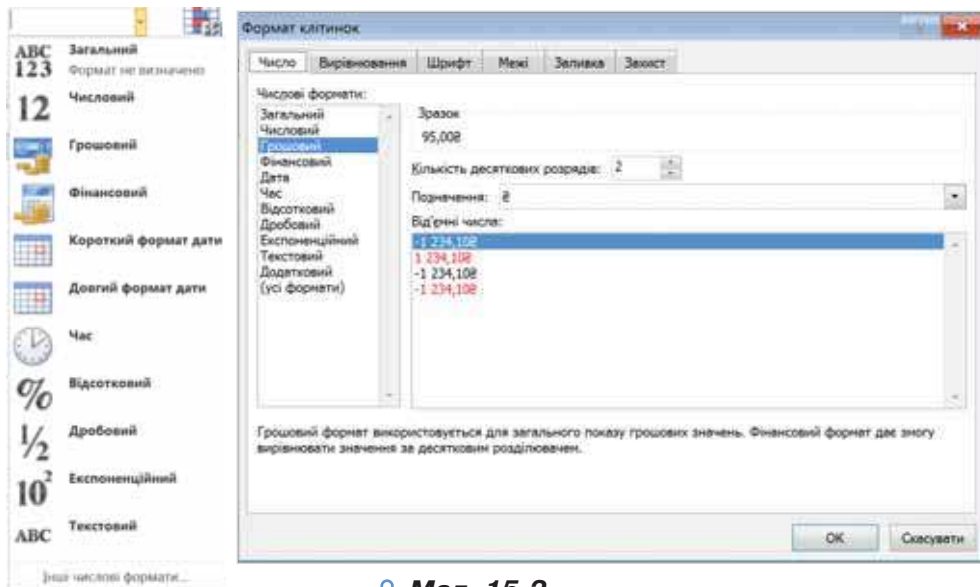 ABC
123
Загальний
Формат не визначено
12
Числовий
Грошовий
Фінансовий
Короткий формат дати
Довгий формат дати
Час
%
Відсотковий
1/2
Дробовий
10²
Експоненційний
ABC
Текстовий
Інші числові формати...
Формат клітинок
Число Вирівнювання Шрифт Межі Заливка Захист
Числові формати:
Загальний
Числовий
Грошовий
Фінансовий
Дата
Час
Відсотковий
Дробовий
Експоненційний
Текстовий
Додатковий
(усі формати)
Зразок
95,00₴
Кількість десяткових розрядів: 2
Позначення: ₴
Від'ємні числа:
-1 234,10₴
1 234,10₴
-1 234,10₴
-1 234,10₴
Грошовий формат використовується для загального показу грошових значень. Фінансовий формат дає змогу
вирівнювати значення за десятковим розділювачем.
OK Скасувати